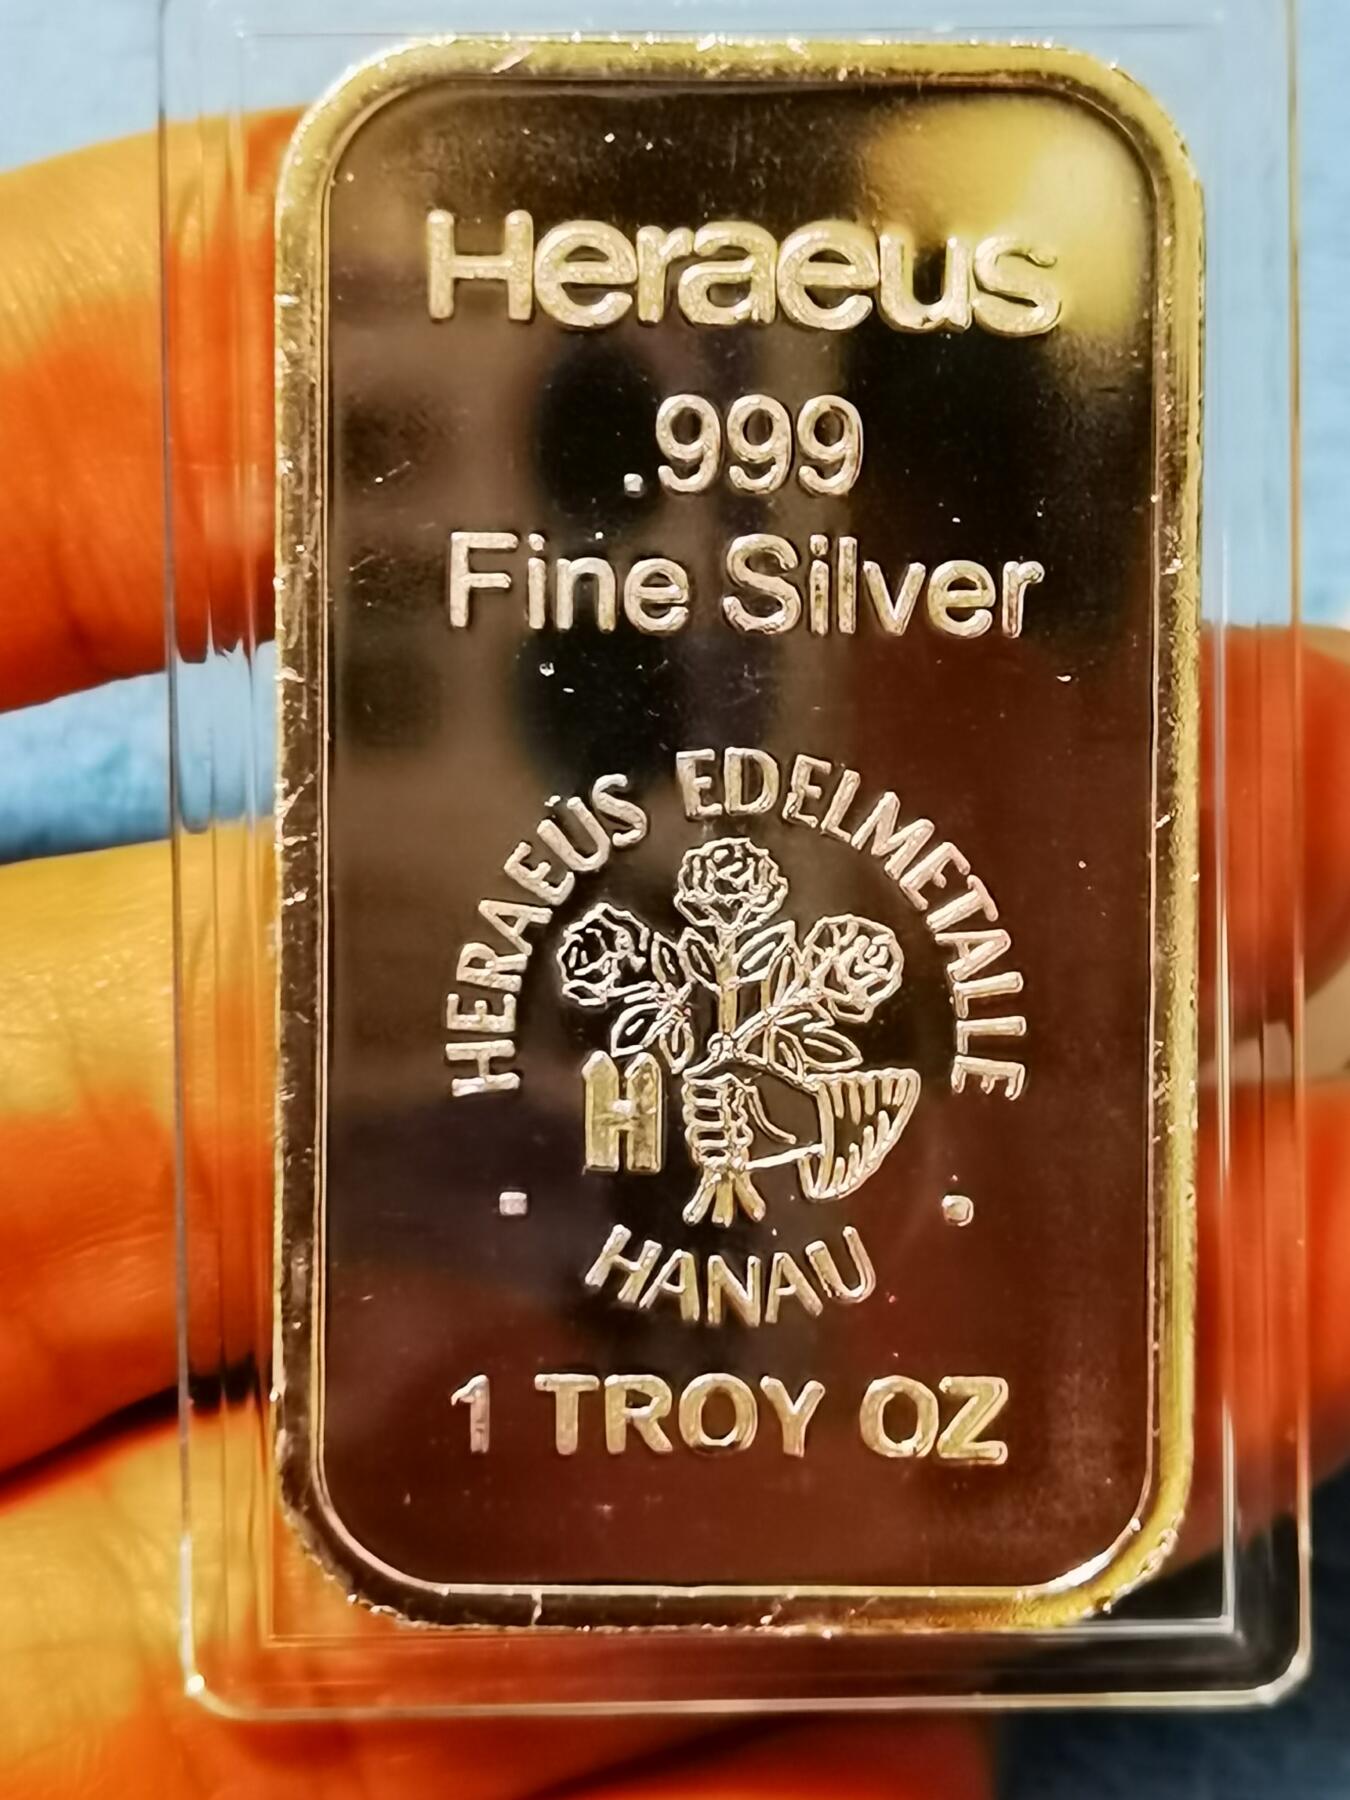 Heraeus
.999
Fine Silver
HERAEUS EDELMETALLE
H
· HANAU ·
1 TROY OZ